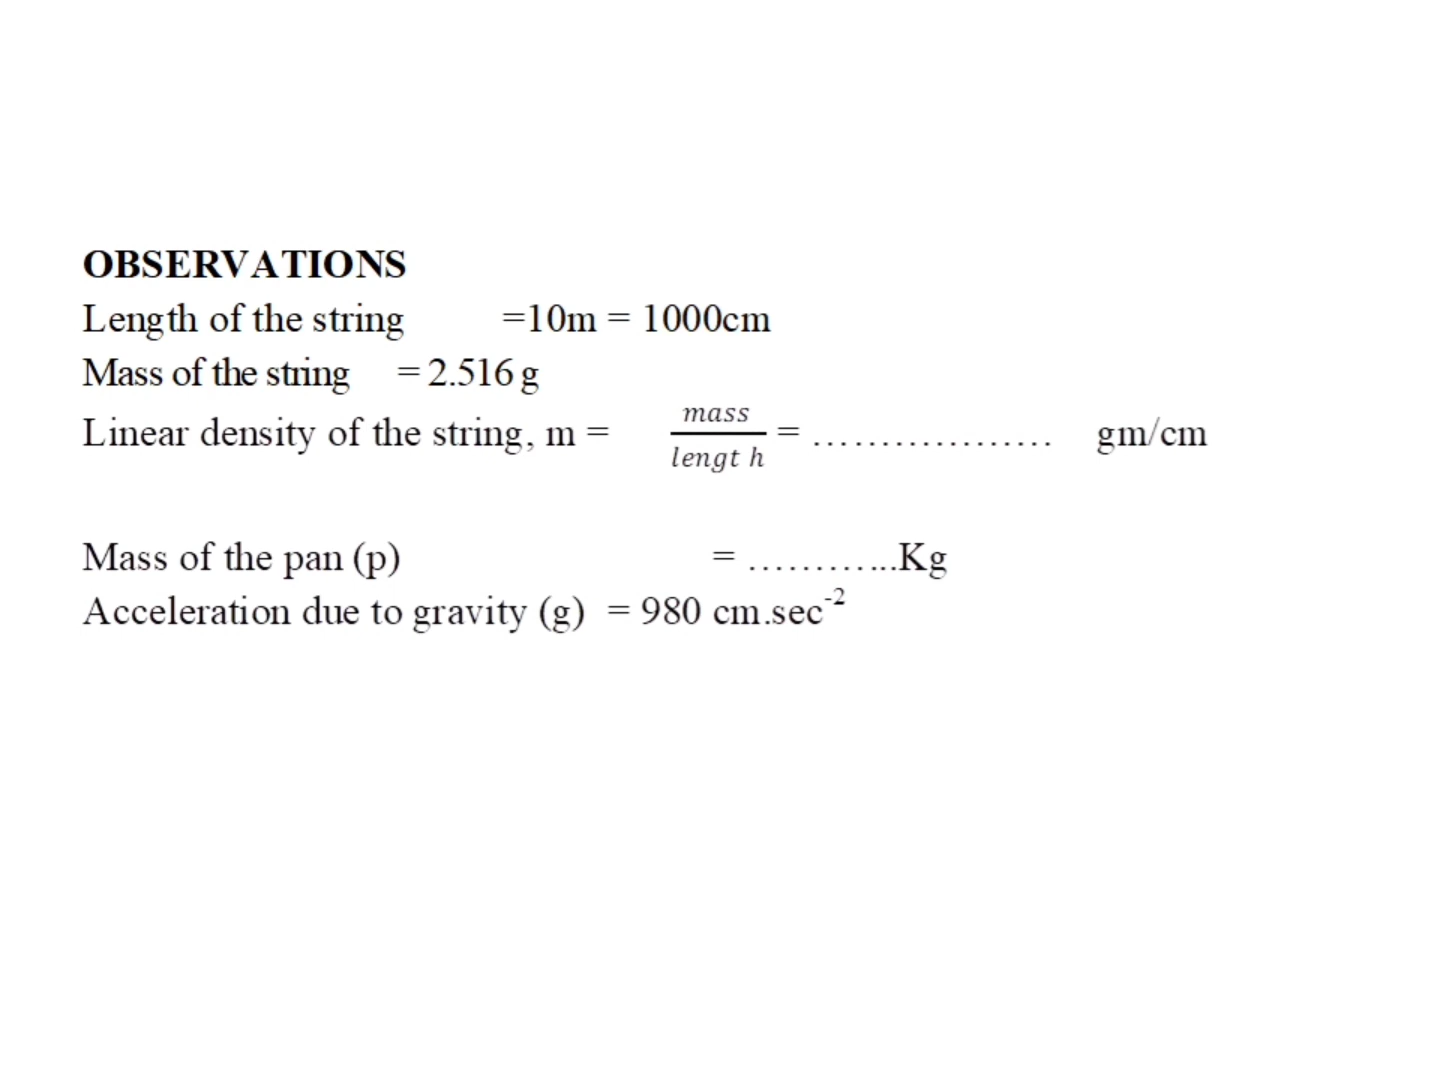 OBSERVATIONS
Length of the string =10m = 1000cm
Mass of the string = 2.516 g
Linear density of the string, m = mass/lengt h = .................. gm/cm
Mass of the pan (p) = ...........Kg
Acceleration due to gravity (g) = 980 cm.sec⁻²